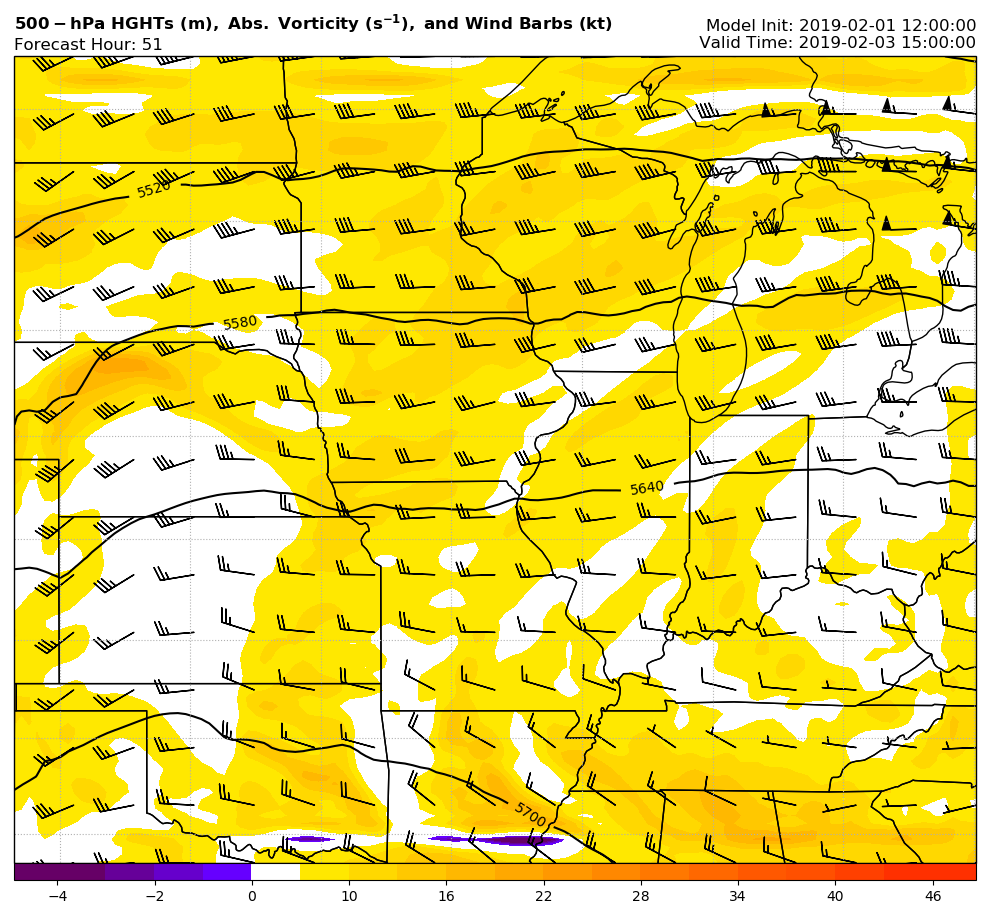 500-hPa HGHTs (m), Abs. Vorticity (s⁻¹), and Wind Barbs (kt)
Model Init: 2019-02-01 12:00:00
Forecast Hour: 51
Valid Time: 2019-02-03 15:00:00
5520
5580
5640
5700
−4 −2 0 10 16 22 28 34 40 46